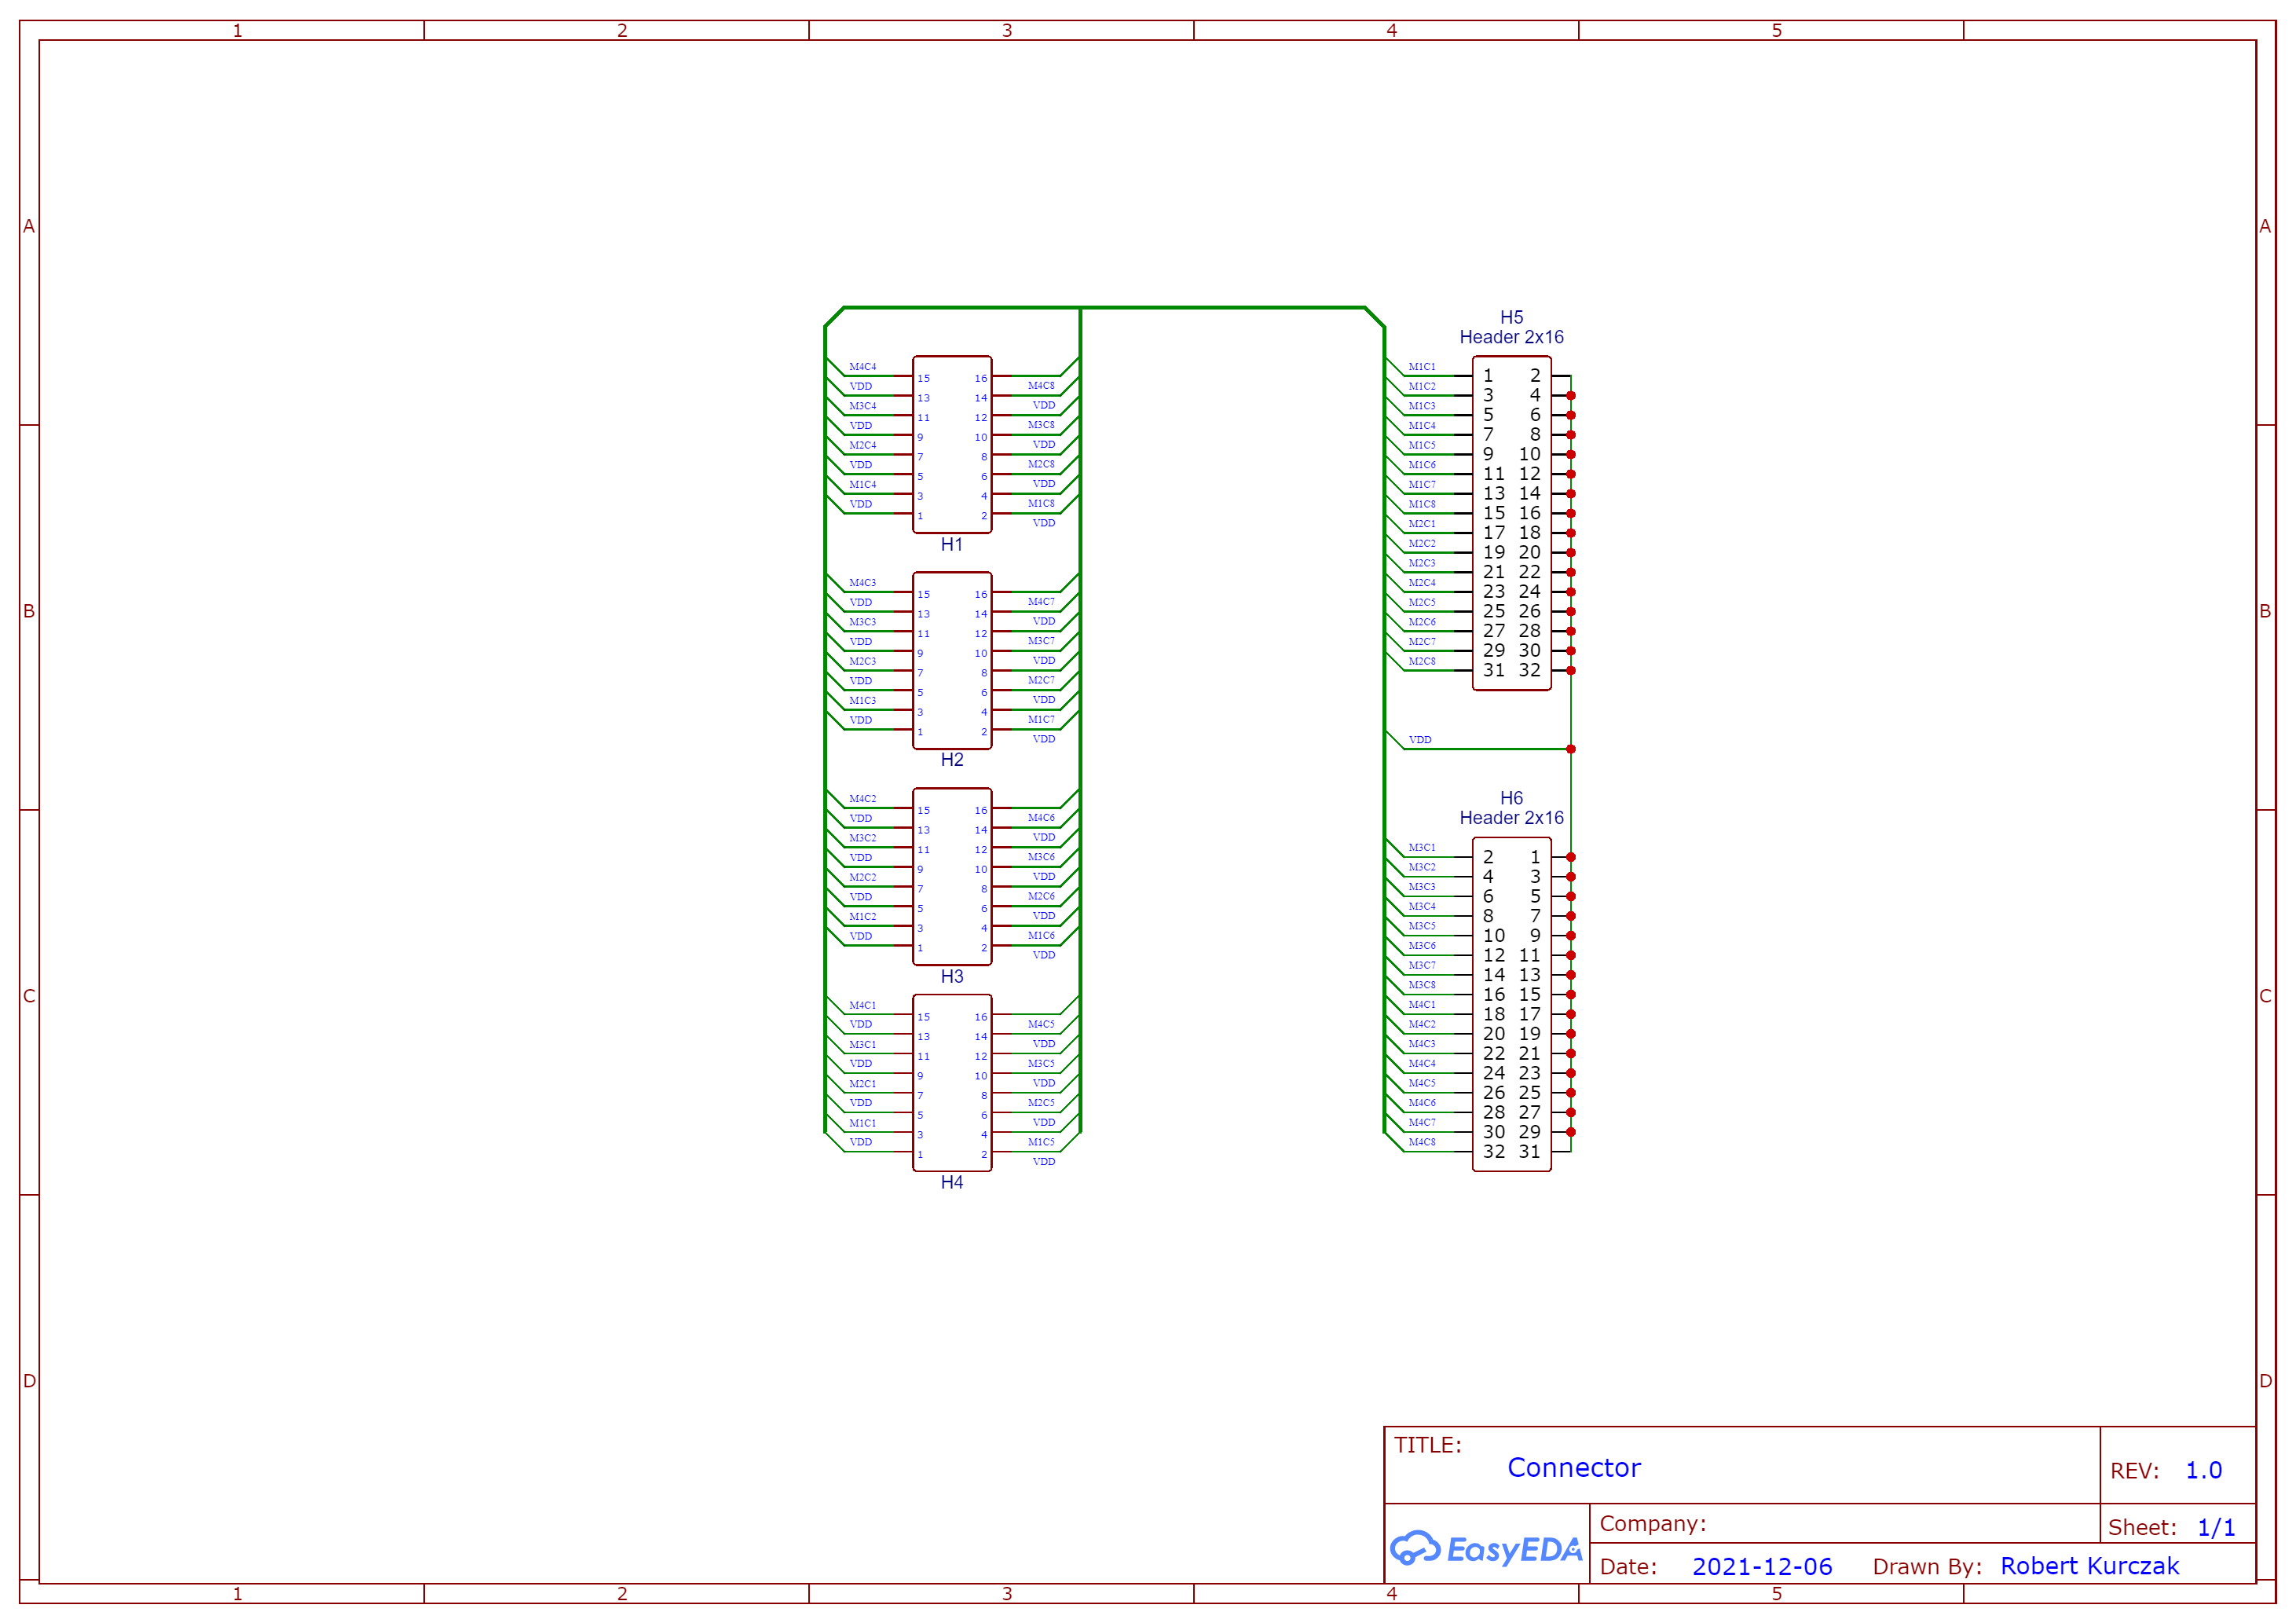 1 2 3 4 5
A A
B B
C C
D D
H1
M4C4 15 16
VDD 13 14 M4C8
M3C4 11 12 VDD
VDD 9 10 M3C8
M2C4 7 8 VDD
VDD 5 6 M2C8
M1C4 3 4 VDD
VDD 1 2 M1C8
VDD
H2
M4C3 15 16
VDD 13 14 M4C7
M3C3 11 12 VDD
VDD 9 10 M3C7
M2C3 7 8 VDD
VDD 5 6 M2C7
M1C3 3 4 VDD
VDD 1 2 M1C7
VDD
H3
M4C2 15 16
VDD 13 14 M4C6
M3C2 11 12 VDD
VDD 9 10 M3C6
M2C2 7 8 VDD
VDD 5 6 M2C6
M1C2 3 4 VDD
VDD 1 2 M1C6
VDD
H4
M4C1 15 16
VDD 13 14 M4C5
M3C1 11 12 VDD
VDD 9 10 M3C5
M2C1 7 8 VDD
VDD 5 6 M2C5
M1C1 3 4 VDD
VDD 1 2 M1C5
VDD
H5
Header 2x16
M1C1 1 2
M1C2 3 4
M1C3 5 6
M1C4 7 8
M1C5 9 10
M1C6 11 12
M1C7 13 14
M1C8 15 16
M2C1 17 18
M2C2 19 20
M2C3 21 22
M2C4 23 24
M2C5 25 26
M2C6 27 28
M2C7 29 30
M2C8 31 32
VDD
H6
Header 2x16
M3C1 2 1
M3C2 4 3
M3C3 6 5
M3C4 8 7
M3C5 10 9
M3C6 12 11
M3C7 14 13
M3C8 16 15
M4C1 18 17
M4C2 20 19
M4C3 22 21
M4C4 24 23
M4C5 26 25
M4C6 28 27
M4C7 30 29
M4C8 32 31
TITLE:
Connector
REV: 1.0
EasyEDA
Company:
Sheet: 1/1
Date: 2021-12-06 Drawn By: Robert Kurczak
1 2 3 4 5